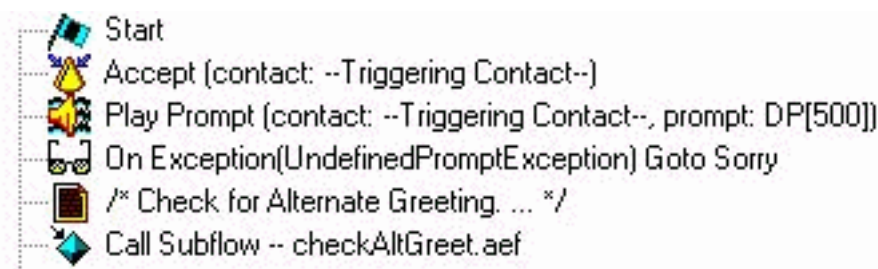 Start
Accept (contact: --Triggering Contact--)
Play Prompt (contact: --Triggering Contact--, prompt: DP[500])
On Exception(UndefinedPromptException) Goto Sorry
/* Check for Alternate Greeting. ... */
Call Subflow -- checkAltGreet.aef